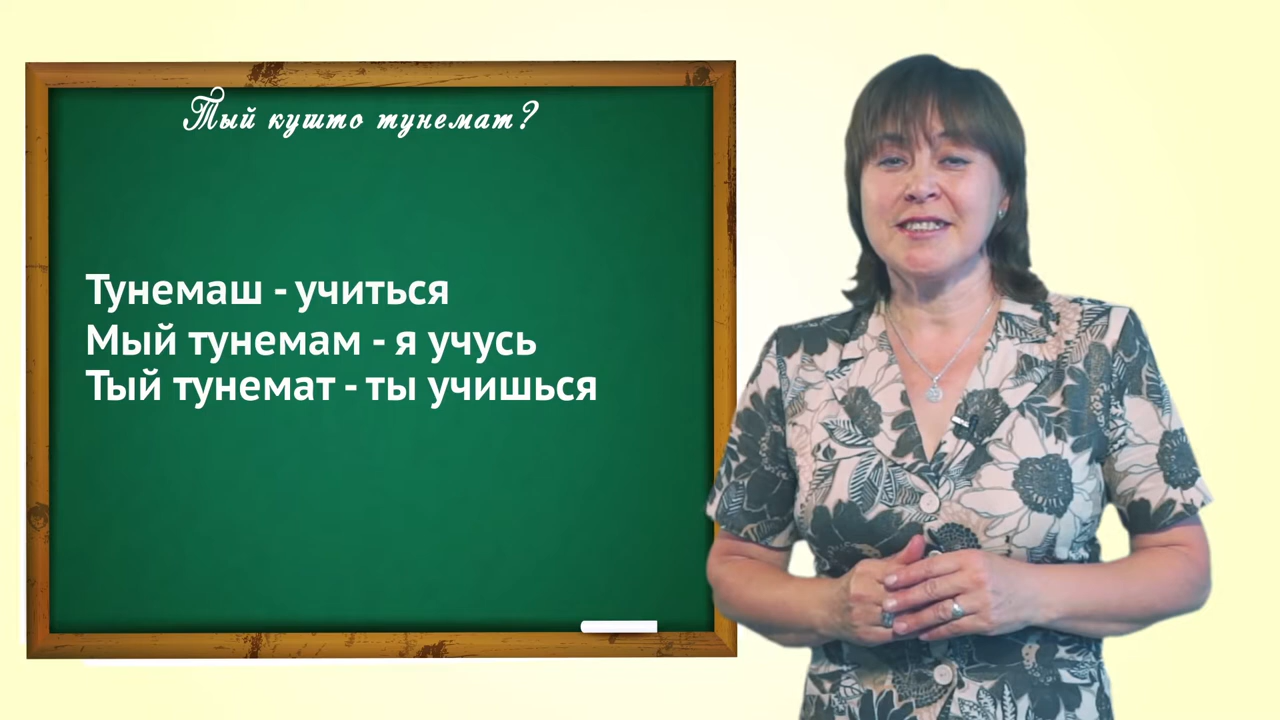 Тый кушто тунемат?
Тунемаш - учиться
Мый тунемам - я учусь
Тый тунемат - ты учишься